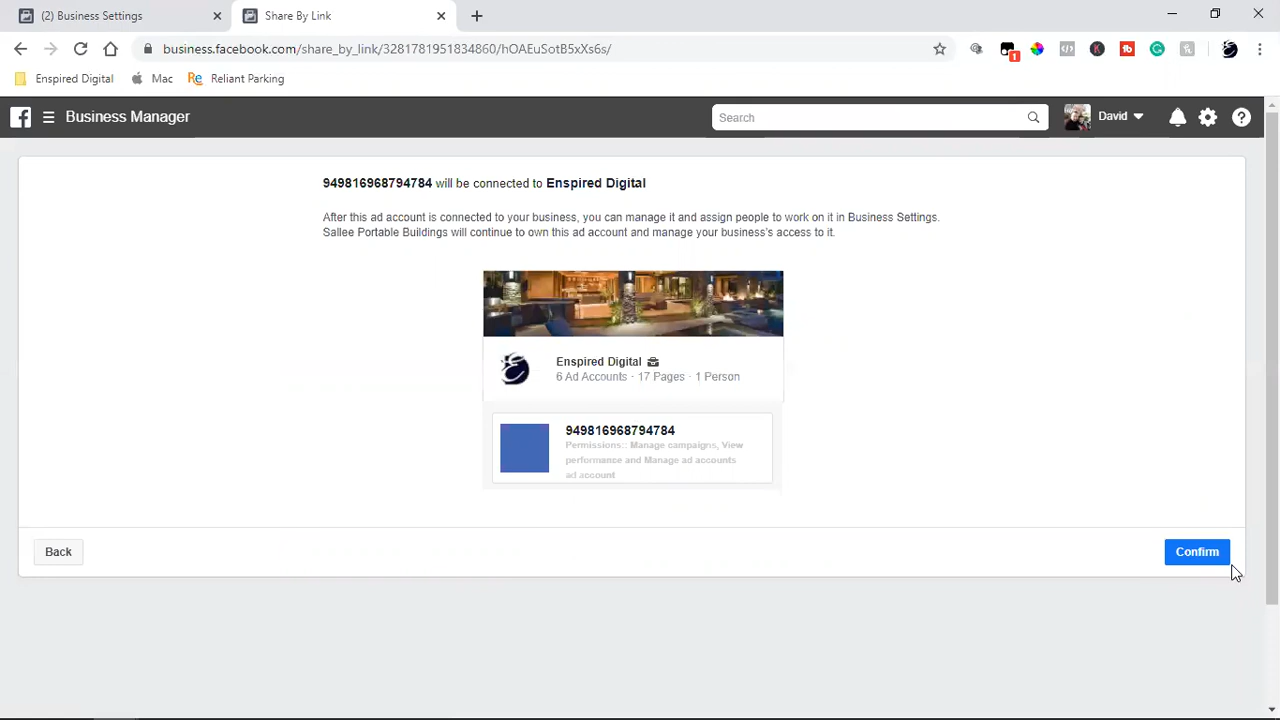 (2) Business Settings
Share By Link
business.facebook.com/share_by_link/3281781951834860/hOAEuSotB5xXs6s/
1
Enspired Digital
Mac
Reliant Parking
Business Manager
Search
David
949816968794784 will be connected to Enspired Digital
After this ad account is connected to your business, you can manage it and assign people to work on it in Business Settings.
Sallee Portable Buildings will continue to own this ad account and manage your business's access to it.
Enspired Digital
6 Ad Accounts · 17 Pages · 1 Person
949816968794784
Permissions:: Manage campaigns, View
performance and Manage ad accounts
ad account
Back
Confirm